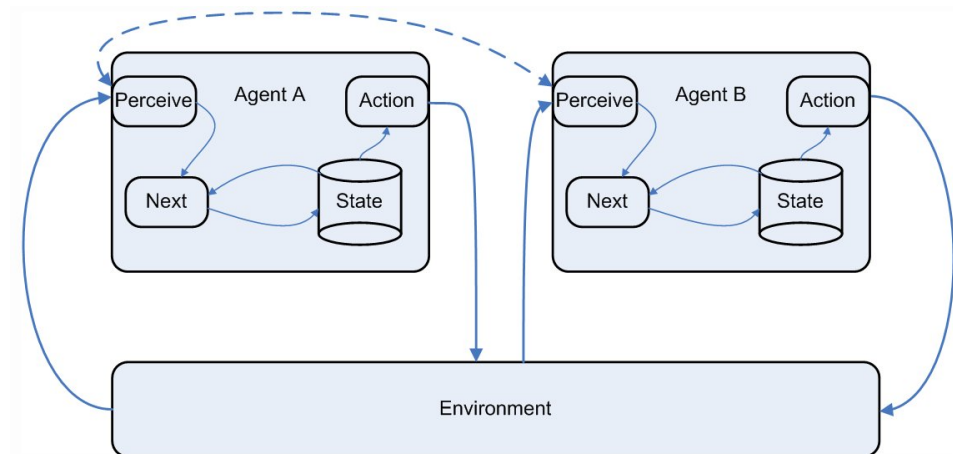 Perceive
Agent A
Action
Next
State
Perceive
Agent B
Action
Next
State
Environment